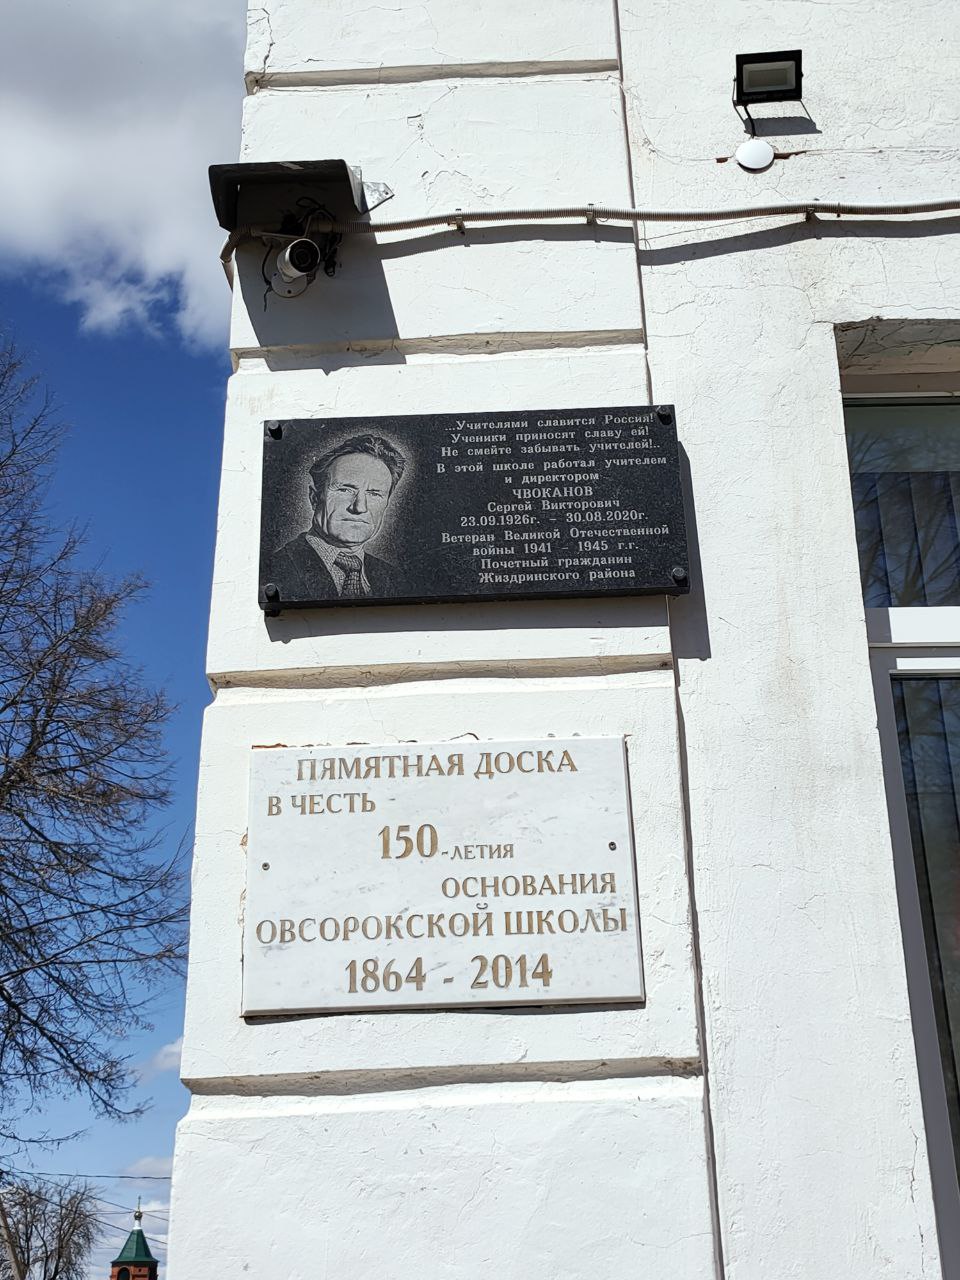 ...Учителями славится Россия!
Ученики приносят славу ей!
Не смейте забывать учителей!..
В этой школе работал учителем
и директором
ЧВОКАНОВ
Сергей Викторович
23.09.1926г. - 30.08.2020г.
Ветеран Великой Отечественной
войны 1941 - 1945 г.г.
Почетный гражданин
Жиздринского района
ПЯМЯТНАЯ ДОСКА
В ЧЕСТЬ
150-ЛЕТИЯ
ОСНОВАНИЯ
ОВСОРОКСКОЙ ШКОЛЫ
1864 - 2014